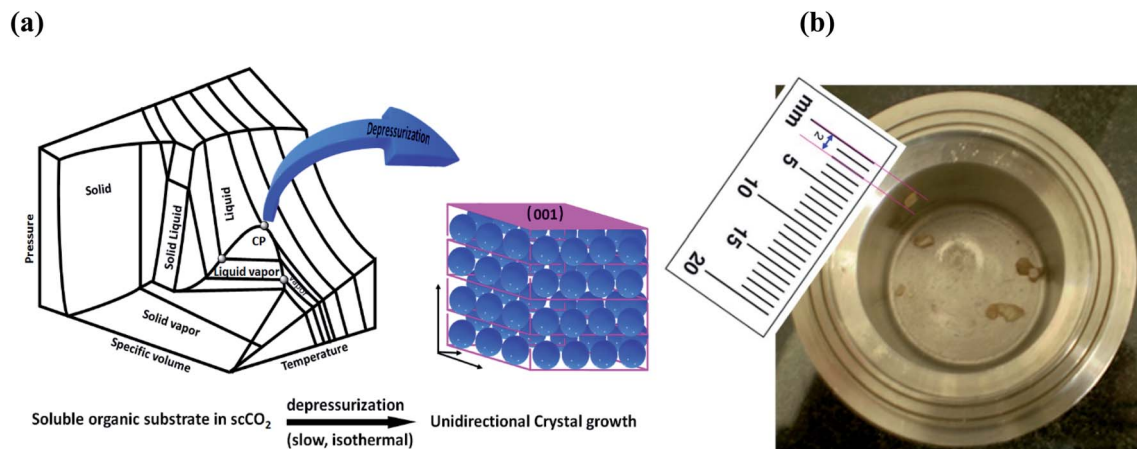 (a)
(b)
Depressurization
Solid
Solid Liquid
Liquid
CP
Liquid vapor
vapor
Solid vapor
Pressure
Specific volume
Temperature
(001)
Soluble organic substrate in scCO₂
depressurization
(slow, isothermal)
Unidirectional Crystal growth
mm
2
5
10
15
20